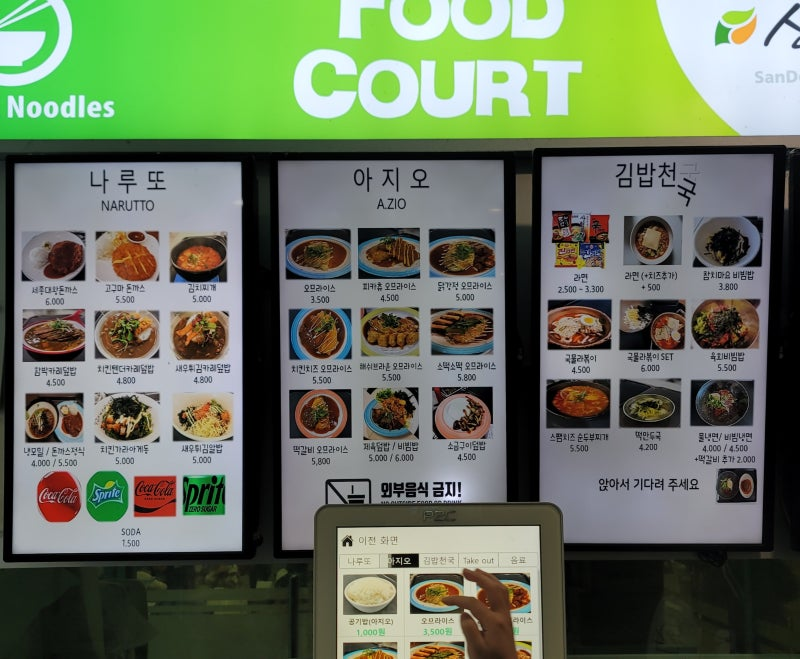 Noodles
FOOD
COURT
SanD
나루또
NARUTTO
세종대왕돈까스
6.000
고구마 돈까스
5.500
김치찌개
5.000
함박카레덮밥
4.500
치킨텐더카레덮밥
4.800
새우튀김카레덮밥
4.800
냉모밀 / 돈까스정식
4.000 / 5.500
치킨가라아게동
5.000
새우튀김알밥
5.000
Coca-Cola
Sprite
Coca-Cola
ZERO SUGAR
Sprit
ZERO SUGAR
SODA
1,500
아지오
A.ZIO
오므라이스
3.500
피카츄 오므라이스
4.500
닭강정 오므라이스
5.000
치킨치즈 오므라이스
5.500
해쉬브라운 오므라이스
5.500
소떡소떡 오므라이스
5.800
떡갈비 오므라이스
5,800
제육덮밥 / 비빔밥
5.000 / 6.000
소금구이덮밥
4.500
외부음식 금지!
NO OUTSIDE FOOD OR DRINK
김밥천국
국
라면
2,500 ~ 3,300
라면 (+치즈추가)
+ 500
참치마요 비빔밥
3.800
국물라볶이
4.500
국물라볶이 SET
6.000
육회비빔밥
5.500
스팸치즈 순두부찌개
5.500
떡만두국
4.200
물냉면/ 비빔냉면
4.000 / 4.500
+떡갈비 추가 2.000
앉아서 기다려 주세요
이전 화면
나루또
아지오
김밥천국
Take out
음료
공기밥(아지오)
1,000원
오므라이스
3,500원
므라이스
원